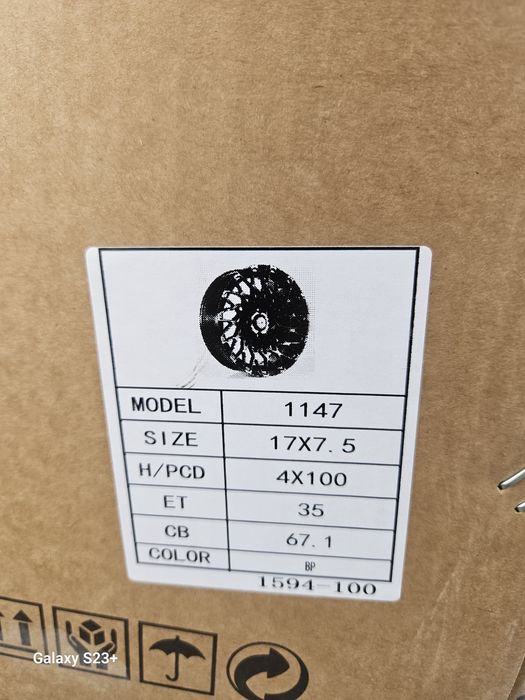 MODEL 1147
SIZE 17X7.5
H/PCD 4X100
ET 35
CB 67.1
COLOR BP
1594-100
Galaxy S23+